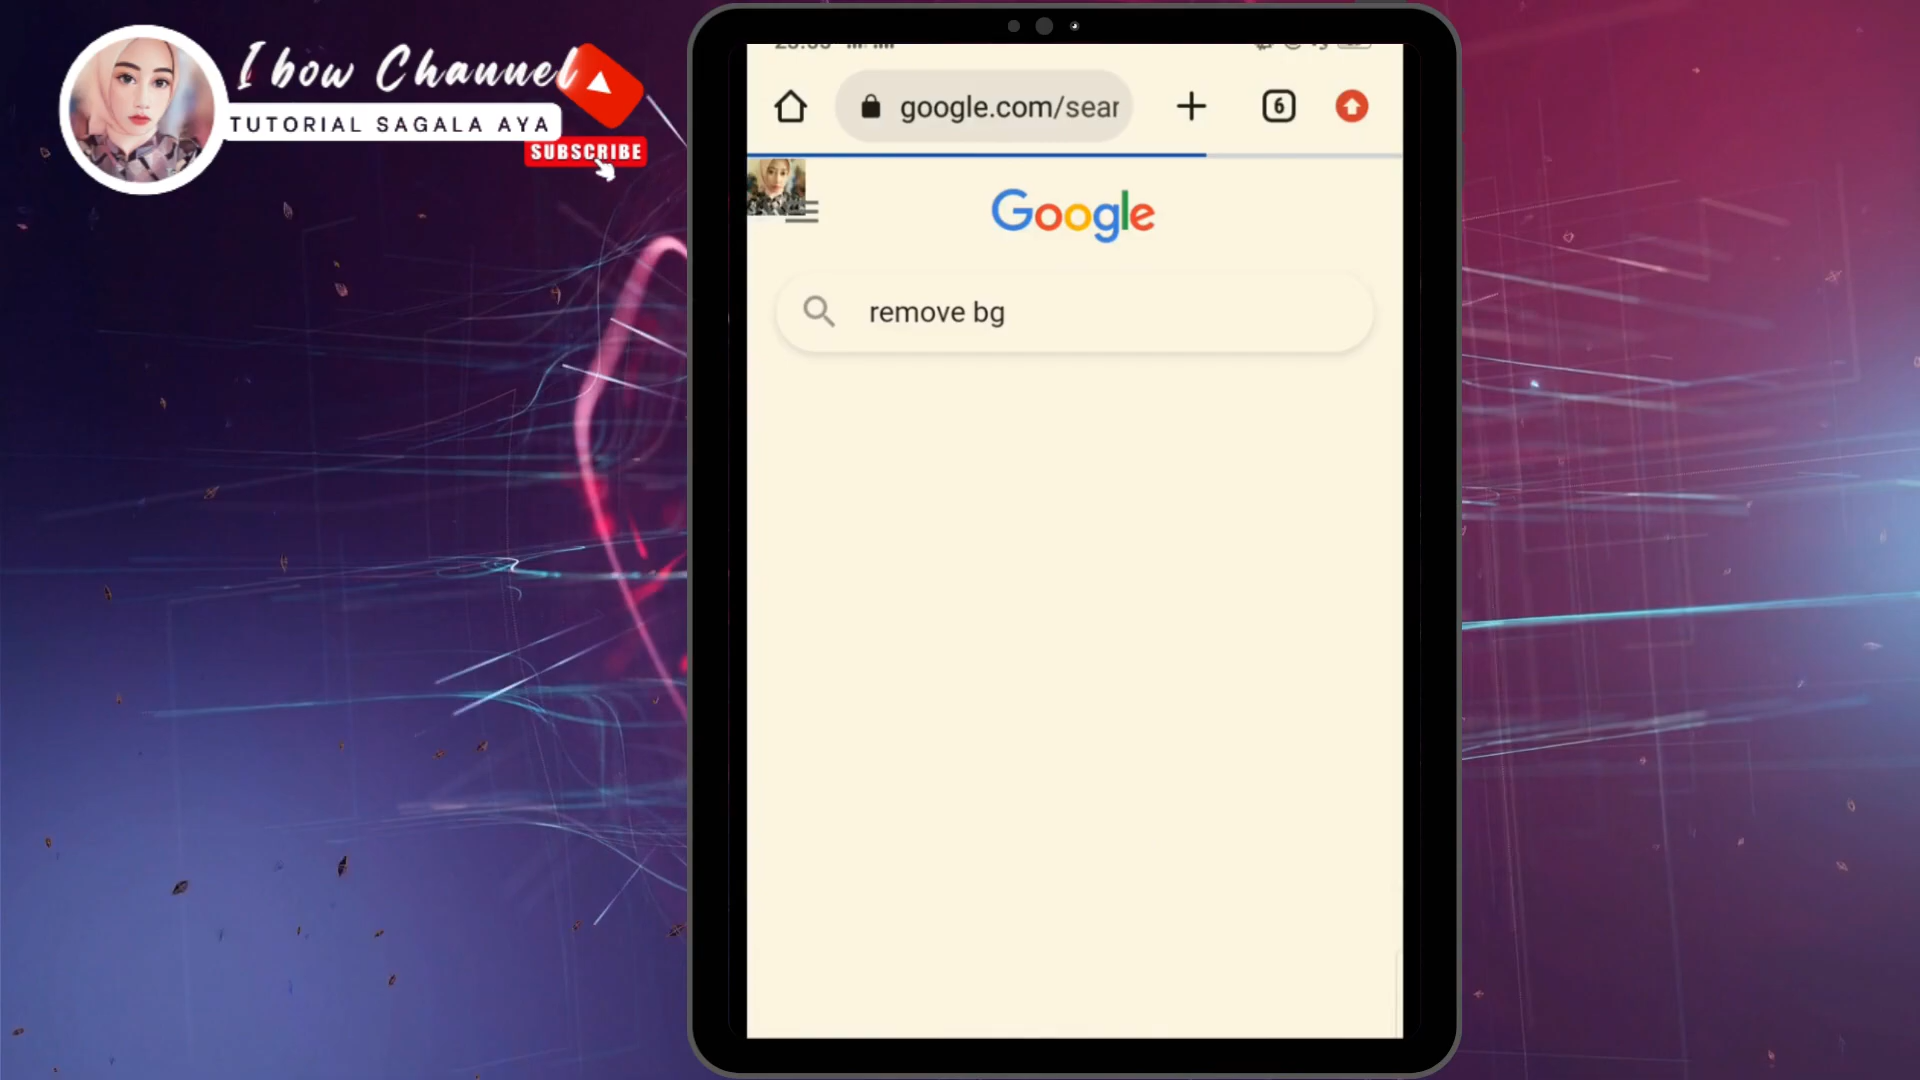 I bow Channel
TUTORIAL SAGALA AYA
SUBSCRIBE
google.com/sear
6
Google
remove bg